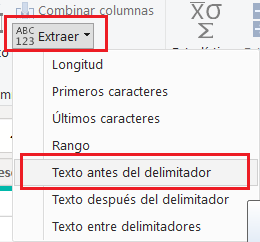 Combinar columnas
ABC
123 Extraer
XO
Σ
Longitud
Primeros caracteres
Últimos caracteres
Rango
Texto antes del delimitador
Texto después del delimitador
Texto entre delimitadores